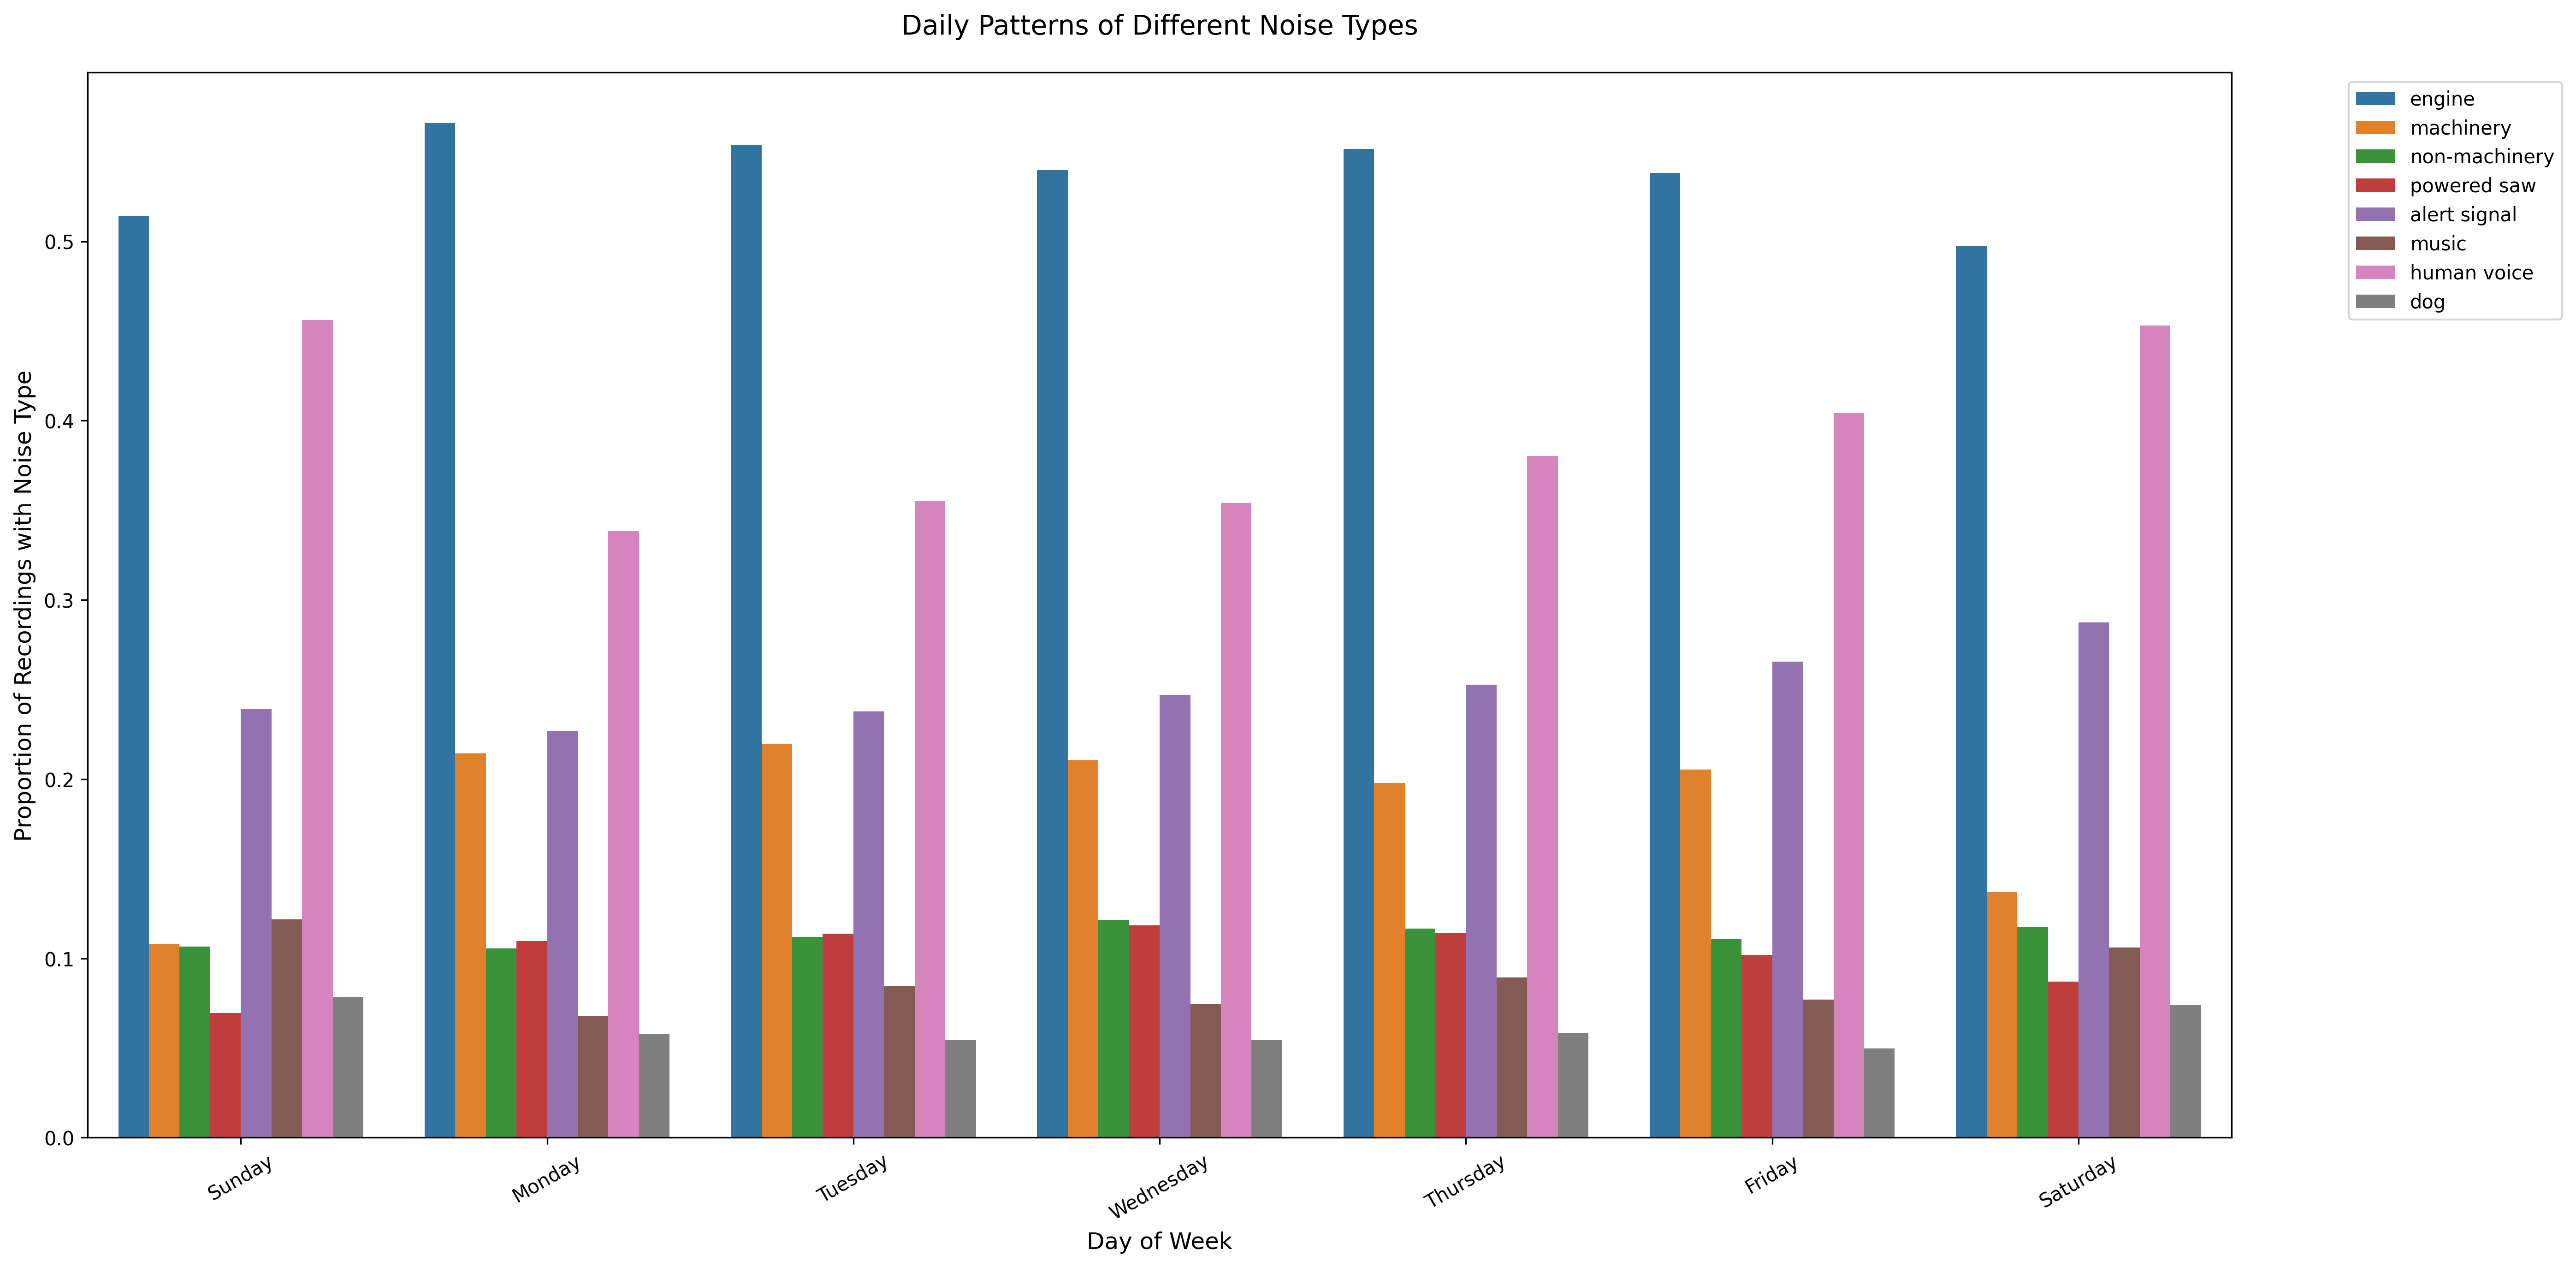 Daily Patterns of Different Noise Types
engine
machinery
non-machinery
powered saw
alert signal
music
human voice
dog
Proportion of Recordings with Noise Type
0.5
0.4
0.3
0.2
0.1
0.0
Sunday
Monday
Tuesday
Wednesday
Thursday
Friday
Saturday
Day of Week